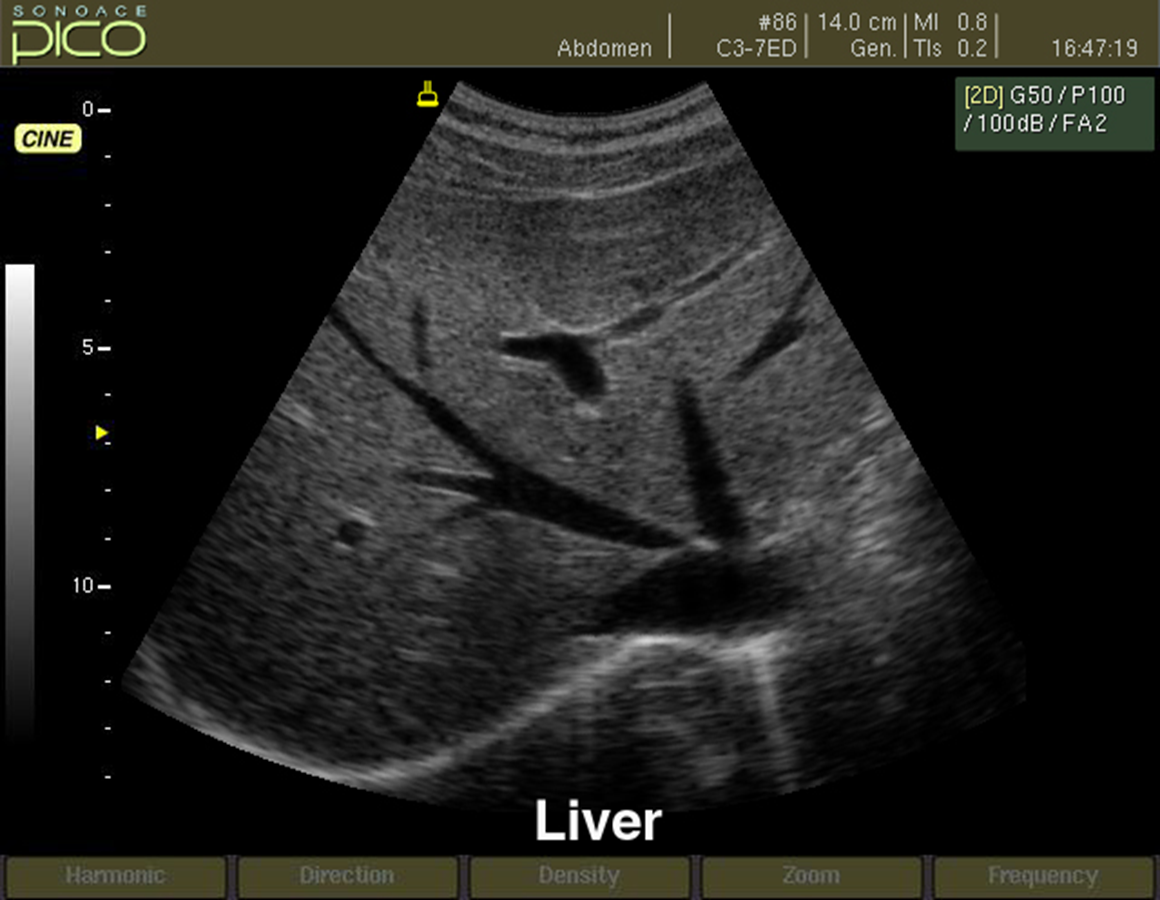 SONOACE
PICO
Abdomen
#86
C3-7ED
14.0 cm
Gen.
MI 0.8
TIs 0.2
16:47:19
[2D] G50 / P100
/ 100dB / FA2
CINE
0
5
10
Liver
Harmonic
Direction
Density
Zoom
Frequency